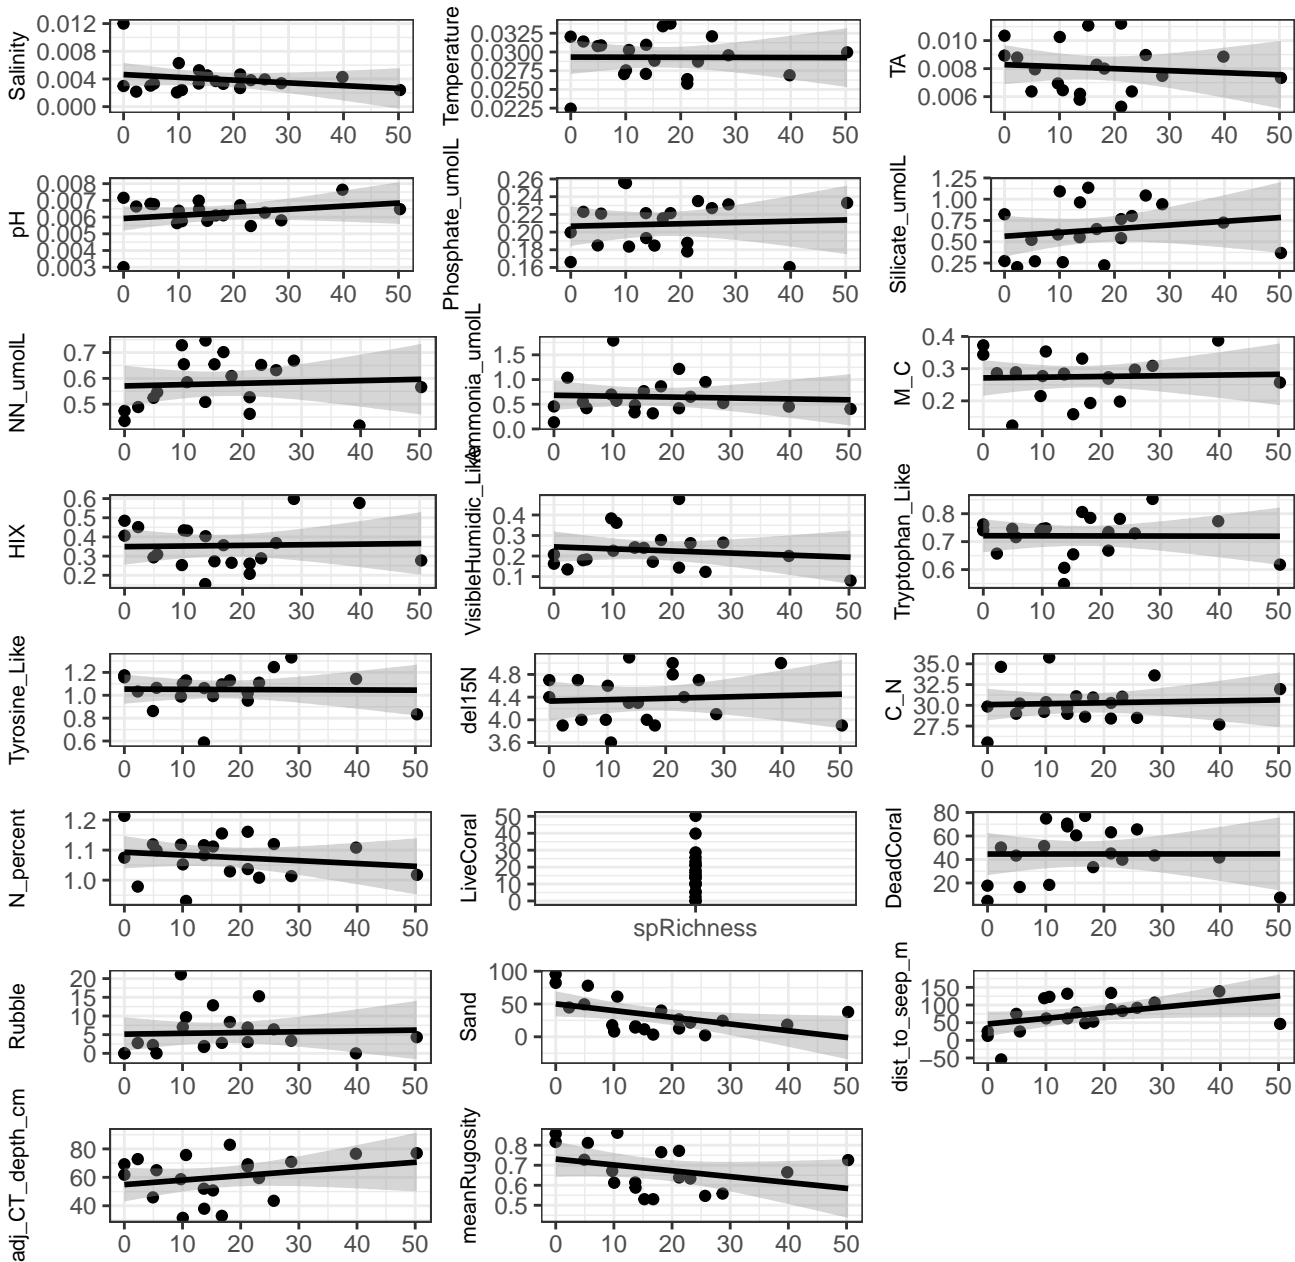 Salinity
0.012
0.008
0.004
0.000
0 10 20 30 40 50
Temperature
0.0325
0.0300
0.0275
0.0250
0.0225
0 10 20 30 40 50
TA
0.010
0.008
0.006
0 10 20 30 40 50
pH
0.008
0.007
0.006
0.005
0.004
0.003
0 10 20 30 40 50
Phosphate_umolL
0.26
0.24
0.22
0.20
0.18
0.16
0 10 20 30 40 50
Silicate_umolL
1.25
1.00
0.75
0.50
0.25
0 10 20 30 40 50
NN_umolL
0.7
0.6
0.5
0 10 20 30 40 50
Ammonia_umolL
1.5
1.0
0.5
0.0
0 10 20 30 40 50
M_C
0.4
0.3
0.2
0 10 20 30 40 50
HIX
0.6
0.5
0.4
0.3
0.2
0 10 20 30 40 50
VisibleHumidic_Like
0.4
0.3
0.2
0.1
0 10 20 30 40 50
Tryptophan_Like
0.8
0.7
0.6
0 10 20 30 40 50
Tyrosine_Like
1.2
1.0
0.8
0.6
0 10 20 30 40 50
del15N
4.8
4.4
4.0
3.6
0 10 20 30 40 50
C_N
35.0
32.5
30.0
27.5
0 10 20 30 40 50
N_percent
1.2
1.1
1.0
0 10 20 30 40 50
LiveCoral
50
40
30
20
10
0
spRichness
DeadCoral
80
60
40
20
0 10 20 30 40 50
Rubble
20
15
10
5
0
0 10 20 30 40 50
Sand
100
50
0
0 10 20 30 40 50
dist_to_seep_m
150
100
50
0
−50
0 10 20 30 40 50
adj_CT_depth_cm
80
60
40
0 10 20 30 40 50
meanRugosity
0.8
0.7
0.6
0.5
0 10 20 30 40 50